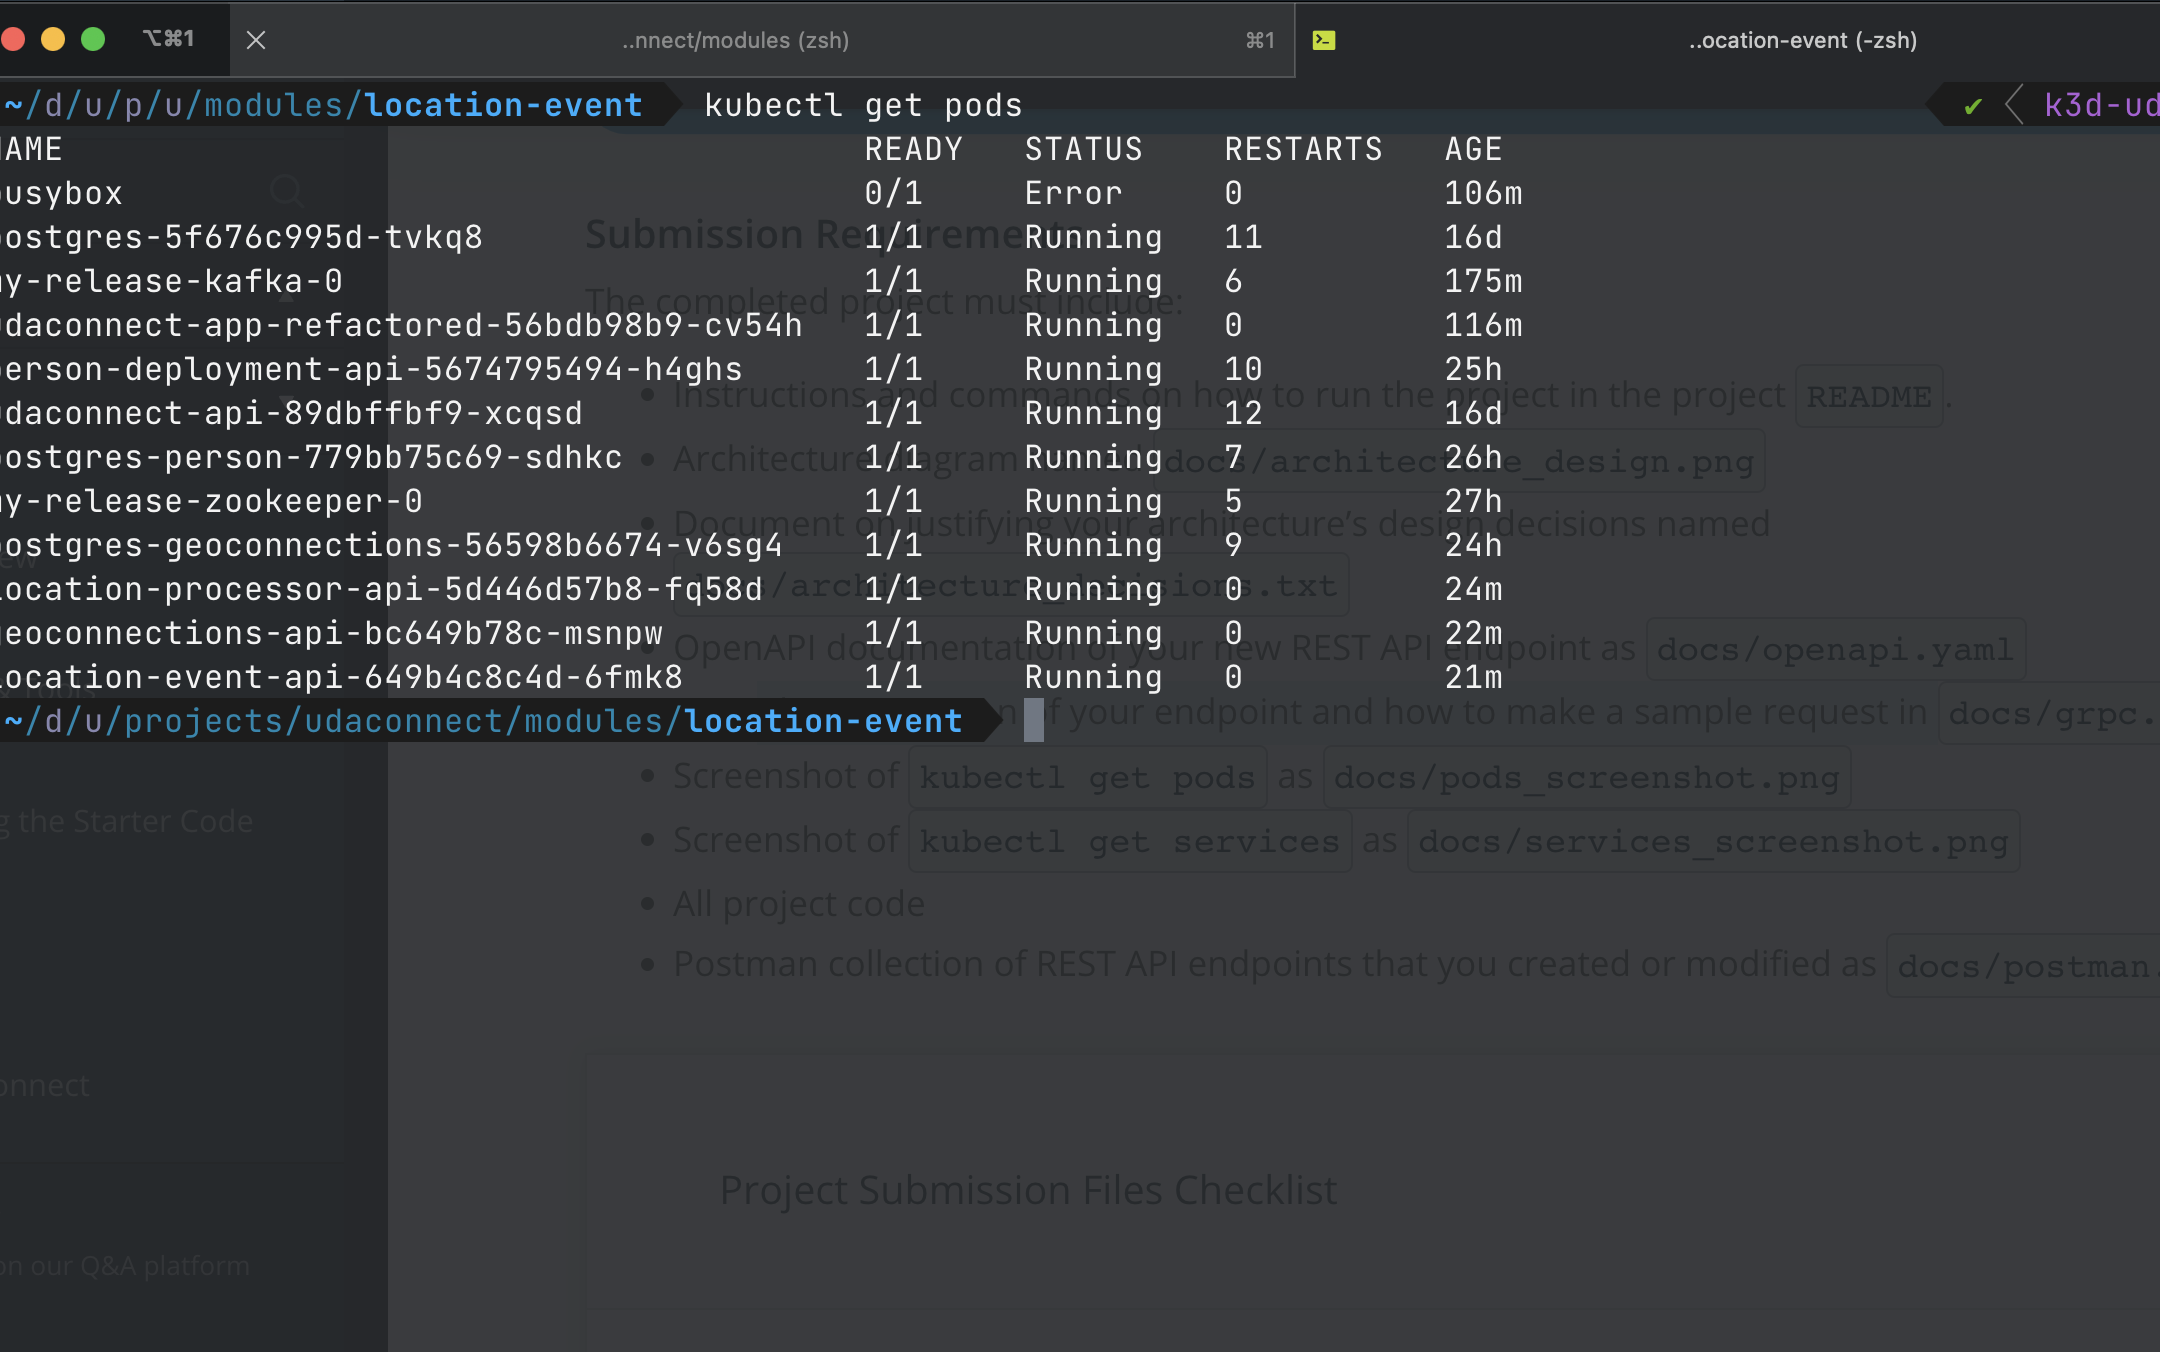 ⌥⌘1
..nnect/modules (zsh)
⌘1
..ocation-event (-zsh)
~/d/u/p/u/modules/location-event kubectl get pods ✔ k3d-ud
AME READY STATUS RESTARTS AGE
usybox 0/1 Error 0 106m
ostgres-5f676c995d-tvkq8 1/1 Running 11 16d
y-release-kafka-0 1/1 Running 6 175m
daconnect-app-refactored-56bdb98b9-cv54h 1/1 Running 0 116m
erson-deployment-api-5674795494-h4ghs 1/1 Running 10 25h
daconnect-api-89dbffbf9-xcqsd 1/1 Running 12 16d
ostgres-person-779bb75c69-sdhkc 1/1 Running 7 26h
y-release-zookeeper-0 1/1 Running 5 27h
ostgres-geoconnections-56598b6674-v6sg4 1/1 Running 9 24h
ocation-processor-api-5d446d57b8-fq58d 1/1 Running 0 24m
eoconnections-api-bc649b78c-msnpw 1/1 Running 0 22m
ocation-event-api-649b4c8c4d-6fmk8 1/1 Running 0 21m
~/d/u/projects/udaconnect/modules/location-event
Submission Requirements
The completed project must include:
Instructions and commands on how to run the project in the project README.
Architecture diagram docs/architecture_design.png
Document on justifying your architecture's design decisions named
docs/architecture_decisions.txt
OpenAPI documentation of your new REST API endpoint as docs/openapi.yaml
n of your endpoint and how to make a sample request in docs/grpc.
Screenshot of kubectl get pods as docs/pods_screenshot.png
Screenshot of kubectl get services as docs/services_screenshot.png
All project code
Postman collection of REST API endpoints that you created or modified as docs/postman.
Project Submission Files Checklist
ew
& Tools
g the Starter Code
onnect
on our Q&A platform